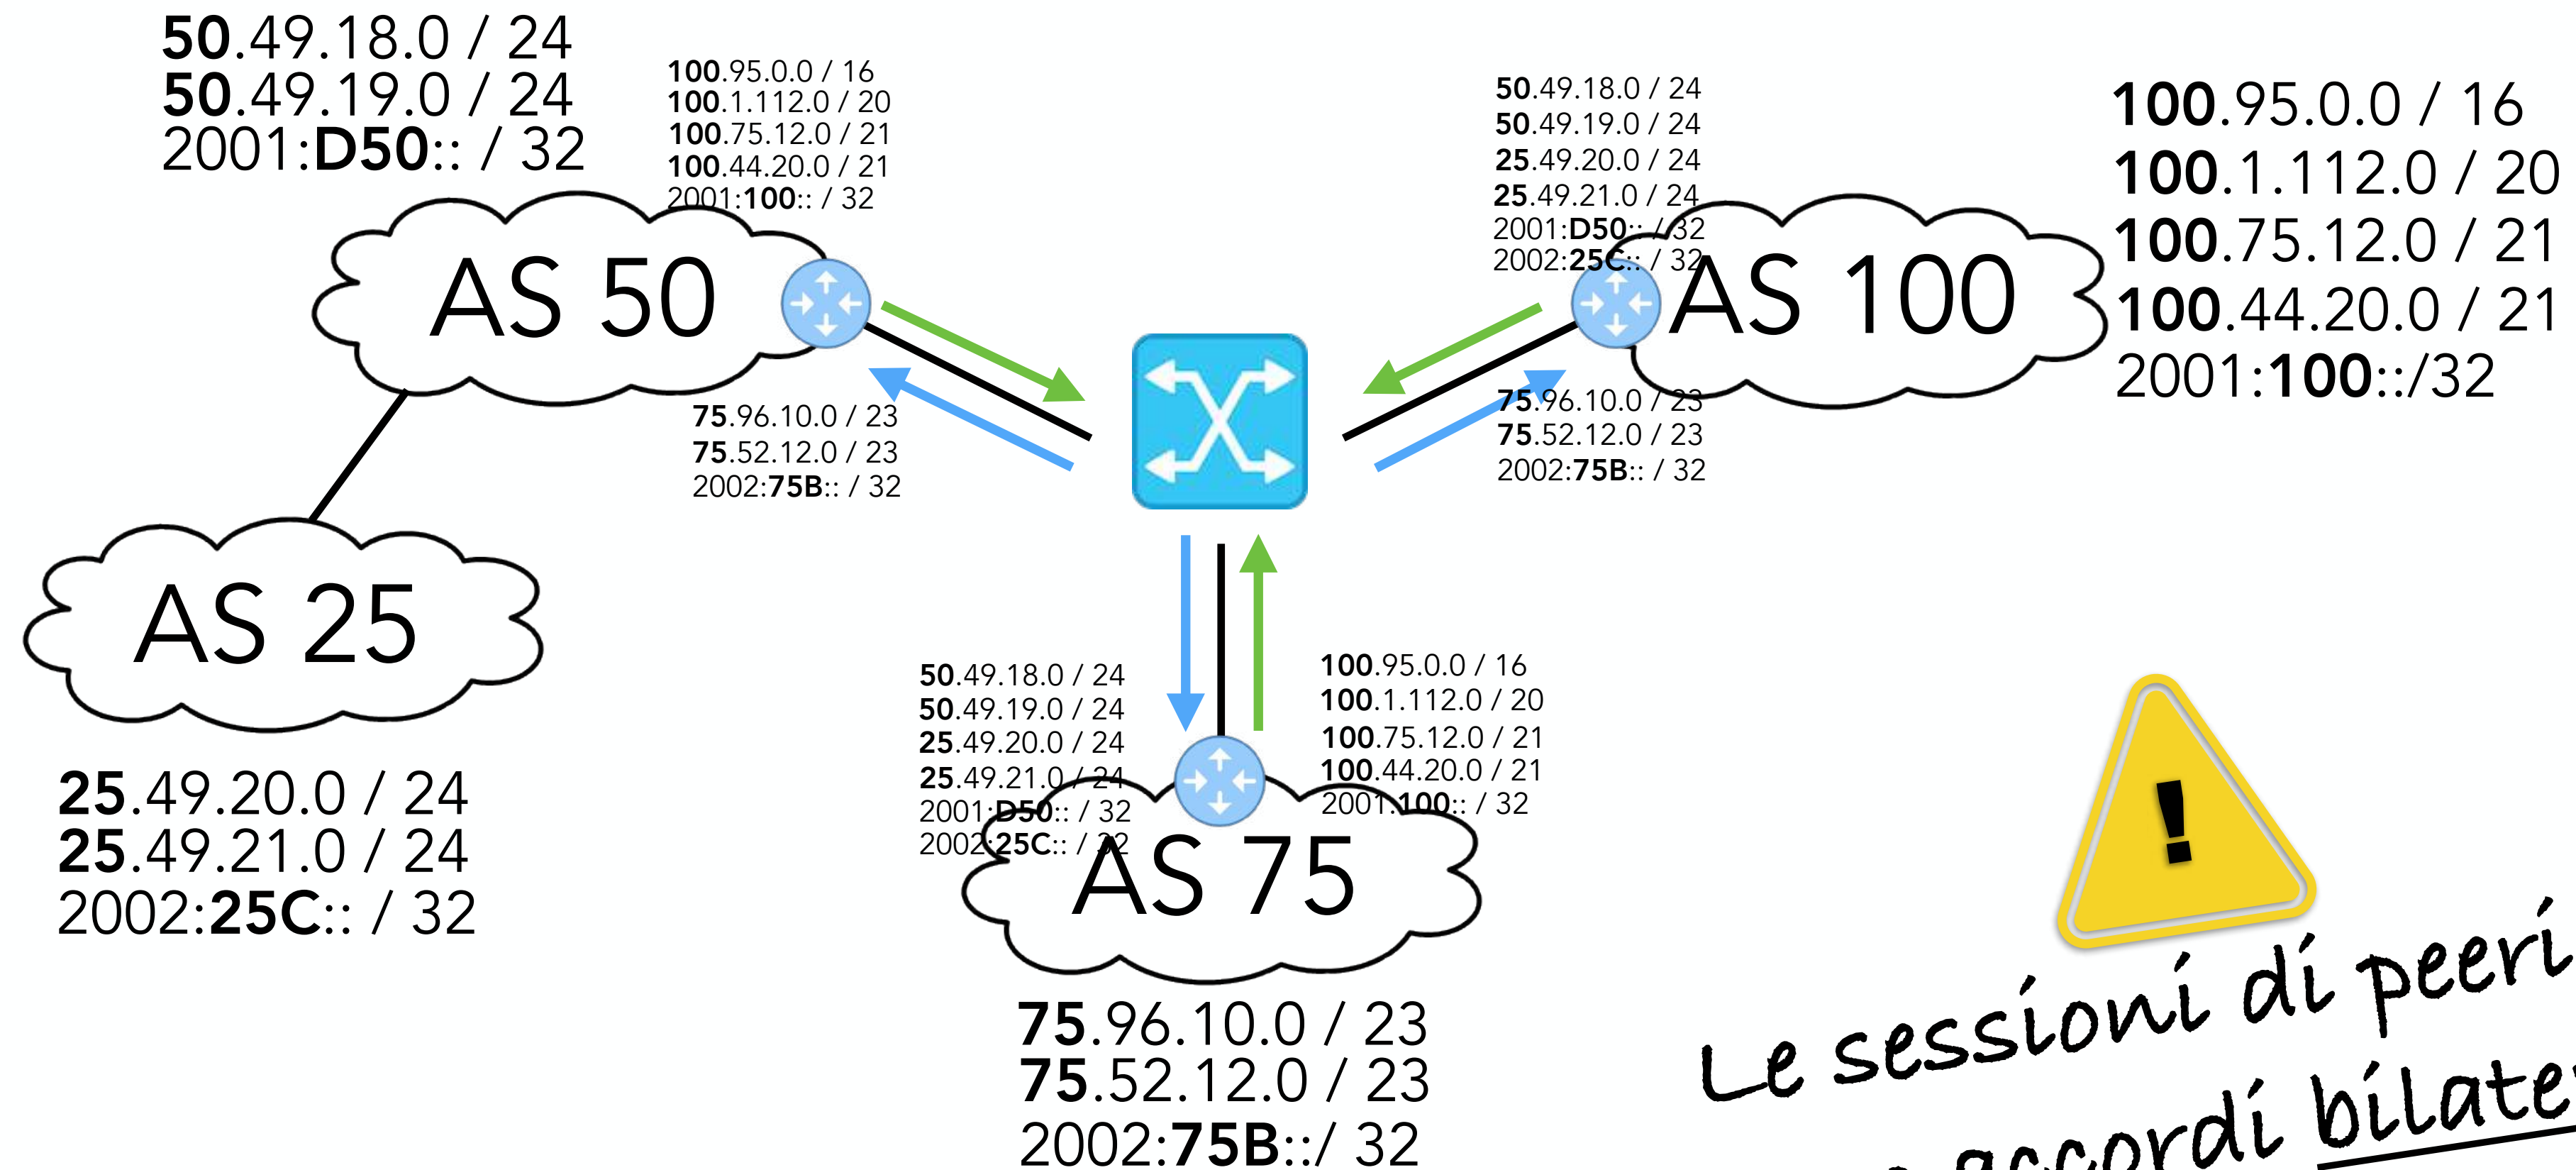 50.49.18.0 / 24
50.49.19.0 / 24
2001:D50:: / 32
100.95.0.0 / 16
100.1.112.0 / 20
100.75.12.0 / 21
100.44.20.0 / 21
2001:100:: / 32
50.49.18.0 / 24
50.49.19.0 / 24
25.49.20.0 / 24
25.49.21.0 / 24
2001:D50:: / 32
2002:25C:: / 32
100.95.0.0 / 16
100.1.112.0 / 20
100.75.12.0 / 21
100.44.20.0 / 21
2001:100::/32
AS 50
AS 100
75.96.10.0 / 23
75.52.12.0 / 23
2002:75B:: / 32
75.96.10.0 / 23
75.52.12.0 / 23
2002:75B:: / 32
AS 25
25.49.20.0 / 24
25.49.21.0 / 24
2002:25C:: / 32
50.49.18.0 / 24
50.49.19.0 / 24
25.49.20.0 / 24
25.49.21.0 / 24
2001:D50:: / 32
2002:25C:: / 32
100.95.0.0 / 16
100.1.112.0 / 20
100.75.12.0 / 21
100.44.20.0 / 21
2001:100:: / 32
AS 75
75.96.10.0 / 23
75.52.12.0 / 23
2002:75B::/ 32
!
Le sessioni di peeri
accordi bilate